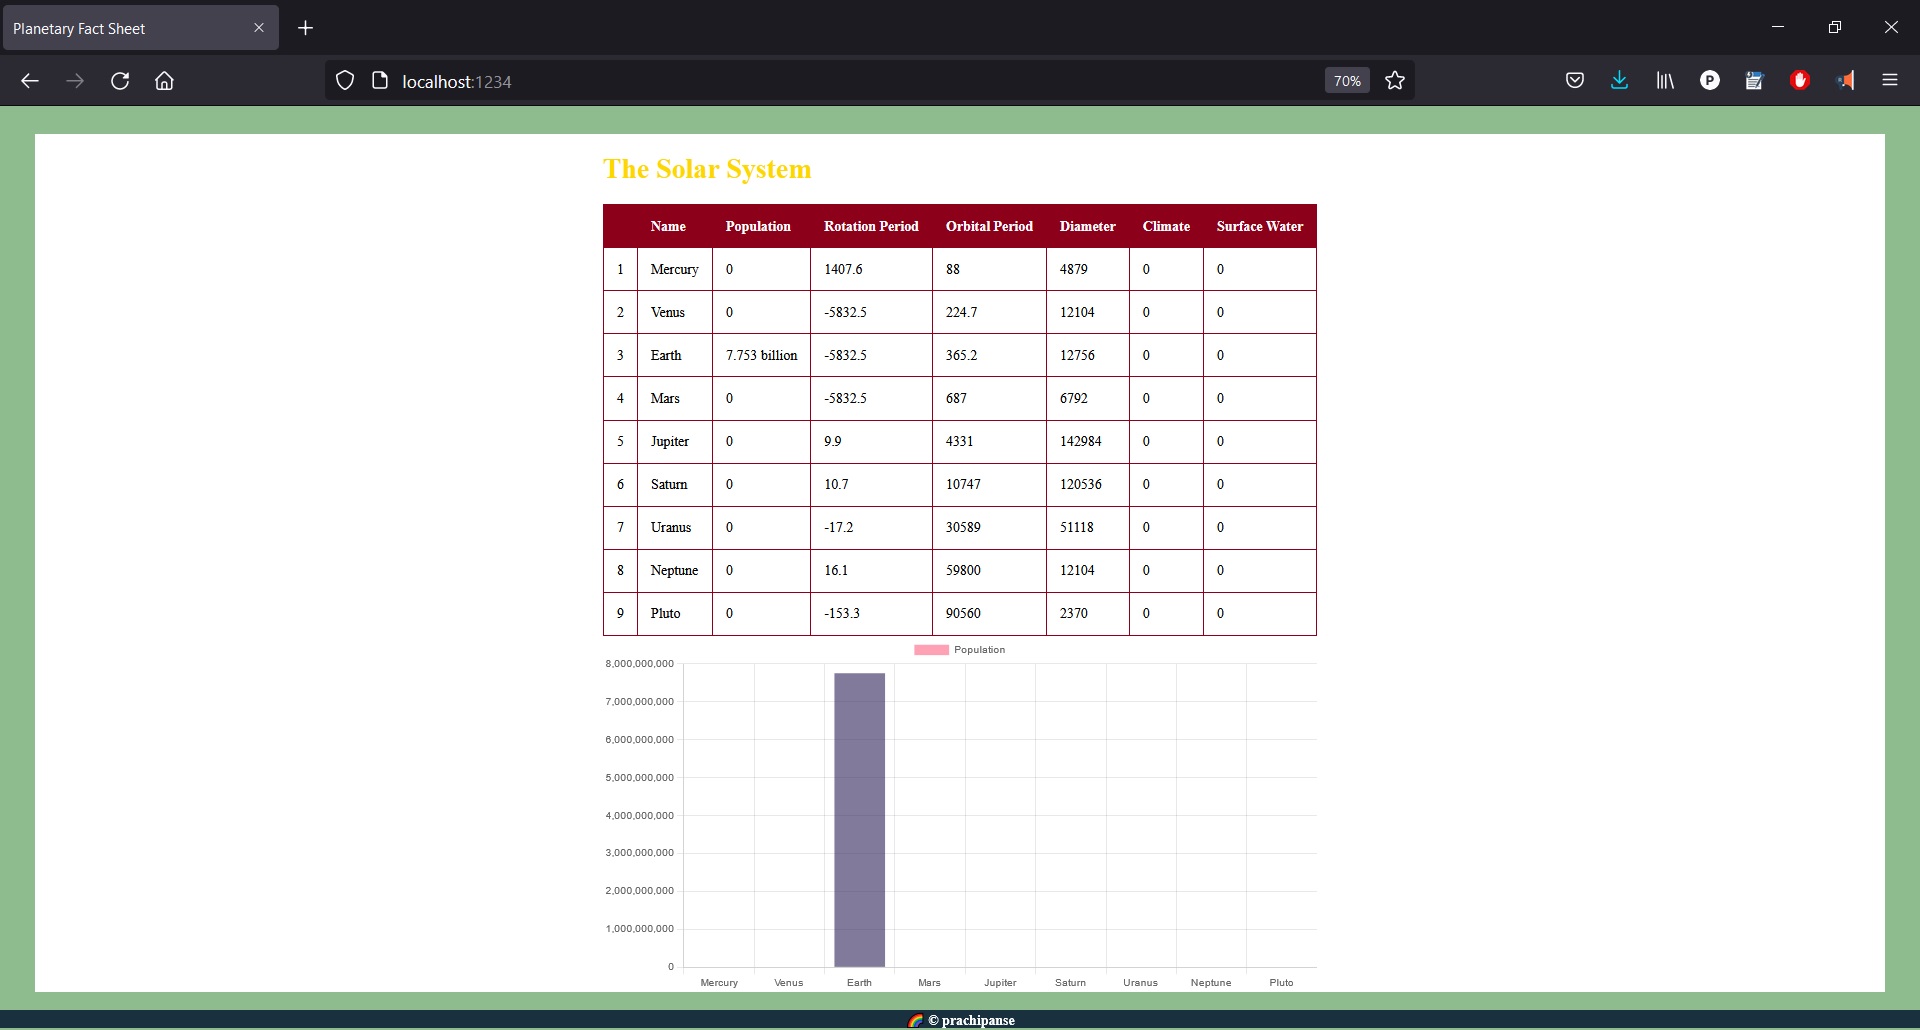 Planetary Fact Sheet
localhost:1234
70%
P
The Solar System
Name Population Rotation Period Orbital Period Diameter Climate Surface Water
1 Mercury 0 1407.6 88 4879 0 0
2 Venus 0 -5832.5 224.7 12104 0 0
3 Earth 7.753 billion -5832.5 365.2 12756 0 0
4 Mars 0 -5832.5 687 6792 0 0
5 Jupiter 0 9.9 4331 142984 0 0
6 Saturn 0 10.7 10747 120536 0 0
7 Uranus 0 -17.2 30589 51118 0 0
8 Neptune 0 16.1 59800 12104 0 0
9 Pluto 0 -153.3 90560 2370 0 0
Population
8,000,000,000
7,000,000,000
6,000,000,000
5,000,000,000
4,000,000,000
3,000,000,000
2,000,000,000
1,000,000,000
0
Mercury Venus Earth Mars Jupiter Saturn Uranus Neptune Pluto
🌈 © prachipanse